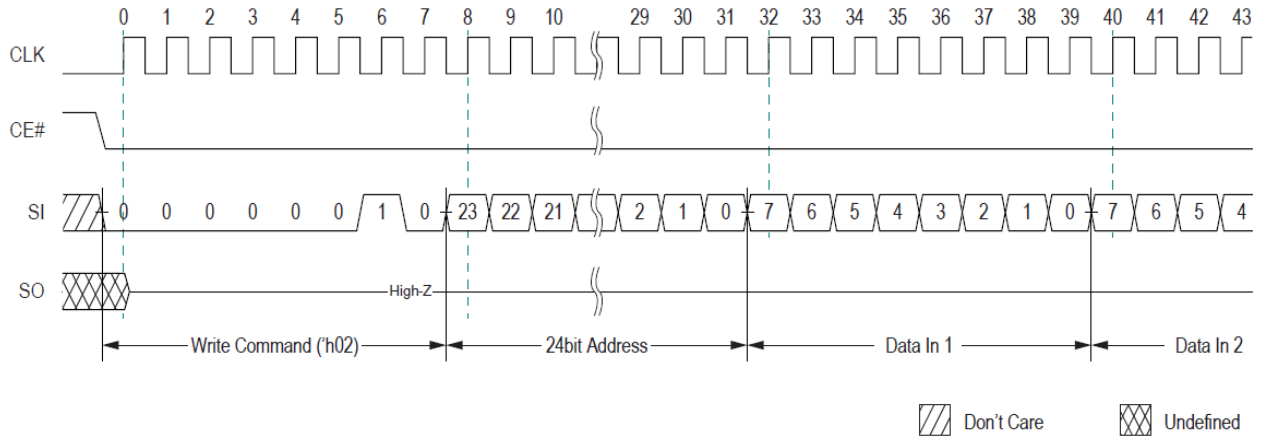 0 1 2 3 4 5 6 7 8 9 10 29 30 31 32 33 34 35 36 37 38 39 40 41 42 43
CLK
CE#
SI 0 0 0 0 0 0 1 0 23 22 21 2 1 0 7 6 5 4 3 2 1 0 7 6 5 4
SO High-Z
Write Command ('h02) 24bit Address Data In 1 Data In 2
Don't Care Undefined